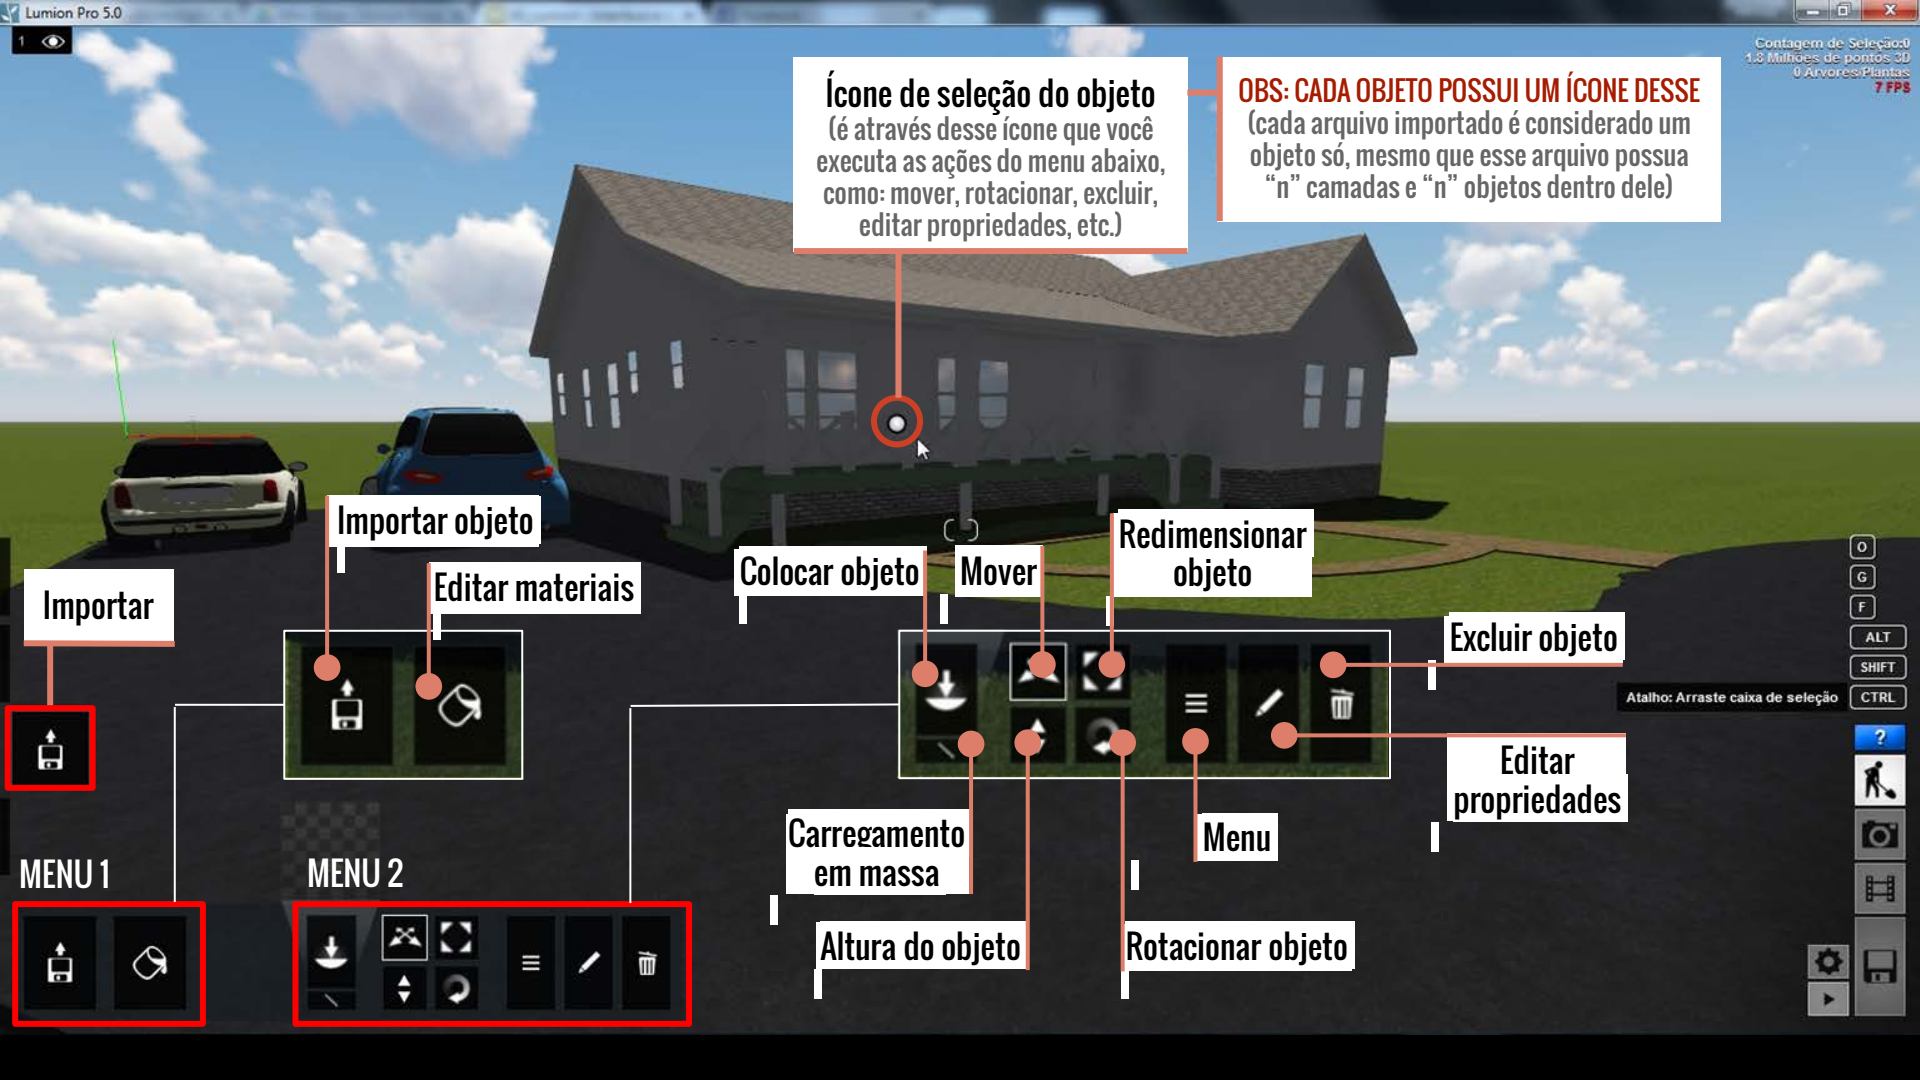 Lumion Pro 5.0
1
Contagem de Seleção:0
1.8 Milhões de pontos 3D
0 Árvores/Plantas
7 FPS
Ícone de seleção do objeto
(é através desse ícone que você
executa as ações do menu abaixo,
como: mover, rotacionar, excluir,
editar propriedades, etc.)
OBS: CADA OBJETO POSSUI UM ÍCONE DESSE
(cada arquivo importado é considerado um
objeto só, mesmo que esse arquivo possua
“n” camadas e “n” objetos dentro dele)
Importar objeto
Editar materiais
Importar
Colocar objeto
Mover
Redimensionar
objeto
Excluir objeto
O
G
F
ALT
SHIFT
Atalho: Arraste caixa de seleção
CTRL
?
Editar
propriedades
Carregamento
em massa
Menu
Altura do objeto
Rotacionar objeto
MENU 1
MENU 2